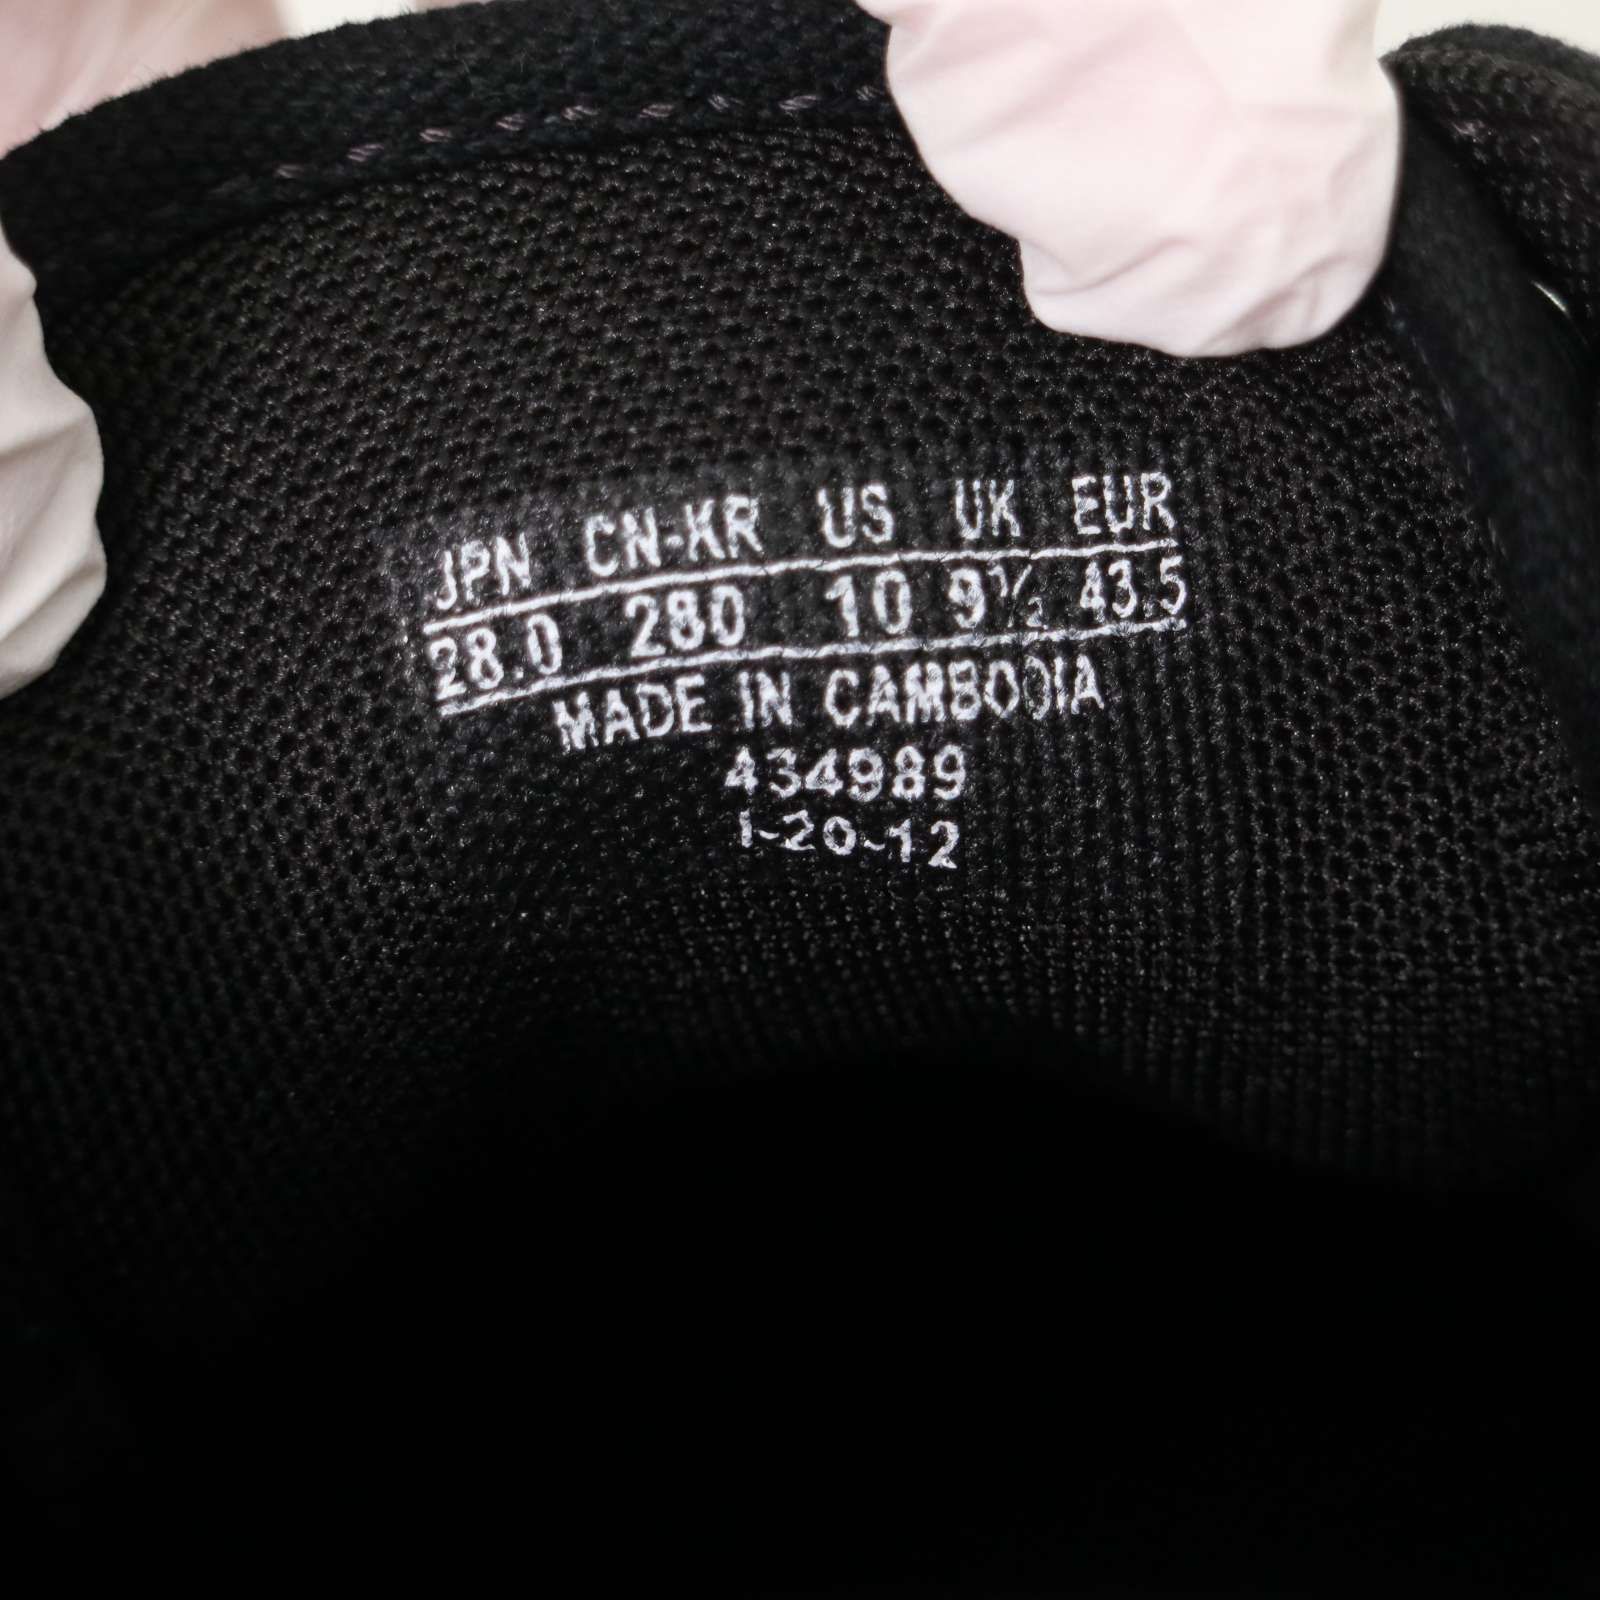 JPN CN-KR US UK EUR
28.0 280 10 9½ 43.5
MADE IN CAMBODIA
434989
1-20-12